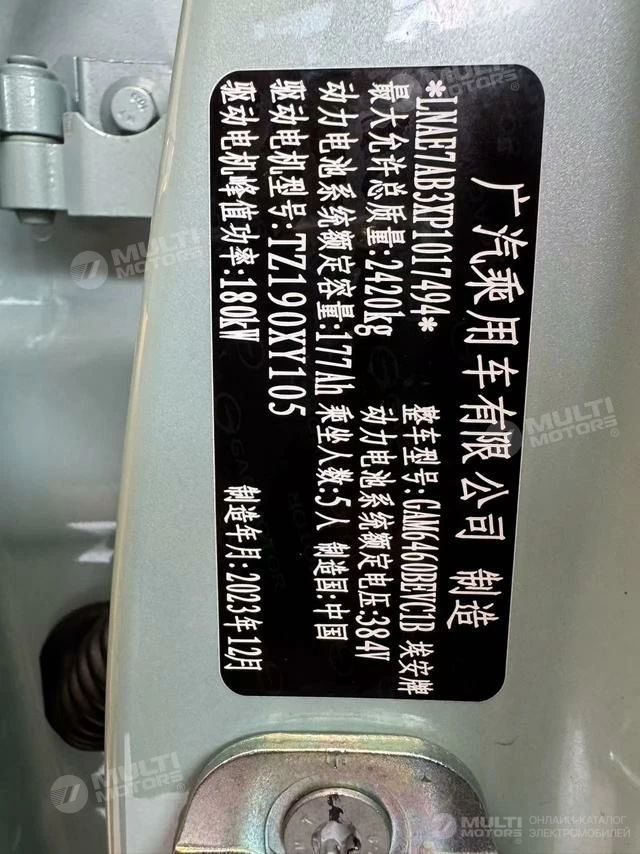 广汽乘用车有限公司 制造
*LNAE7AB3XP1017494* 整车型号:GAM6460BEVC1B 埃安牌
最大允许总质量:2420kg 动力电池系统额定电压:384V
动力电池系统额定容量:177Ah 乘坐人数:5人 制造国:中国
驱动电机型号:TZ190XY105
驱动电机峰值功率:180kW 制造年月:2023年12月
MULTI
MOTORS
MULTI
MOTORS
MULTI
MOTORS
MULTI
MOTORS
MULTI
MOTORS
ОНЛАЙН-КАТАЛОГ
ЭЛЕКТРОМОБИЛЕЙ